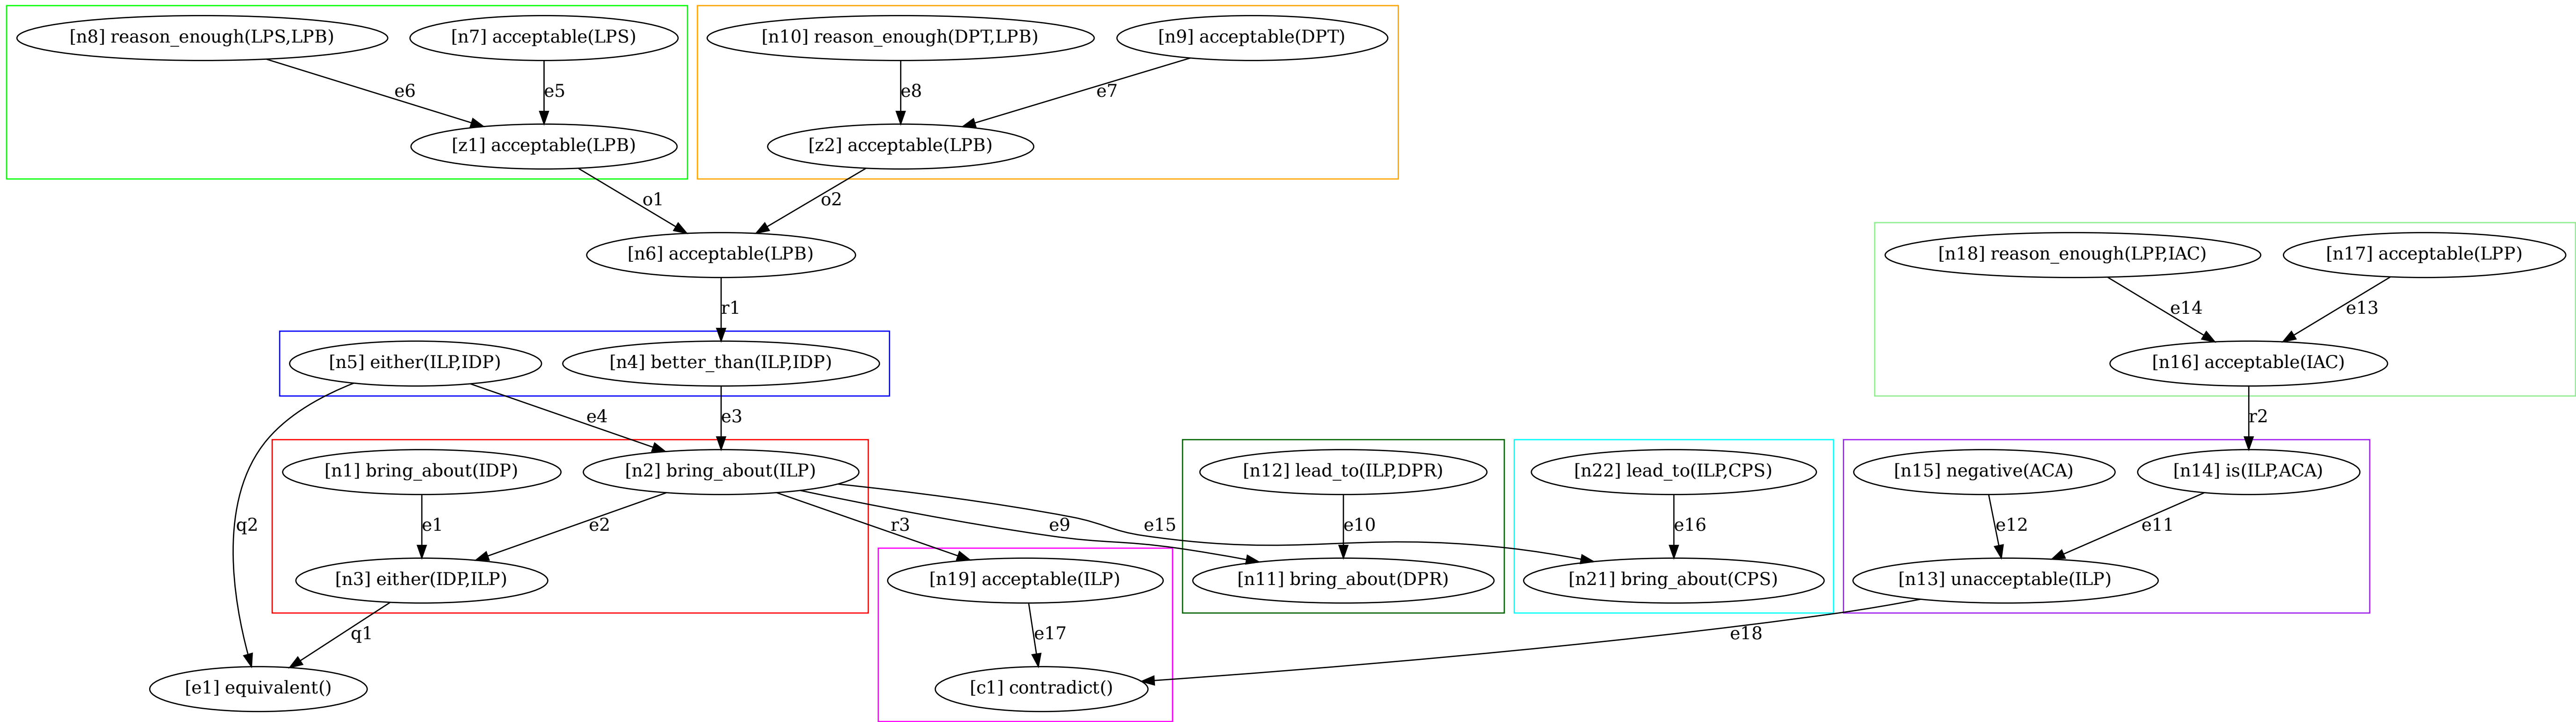 [n8] reason_enough(LPS,LPB)
[n7] acceptable(LPS)
[n10] reason_enough(DPT,LPB)
[n9] acceptable(DPT)
e6
e5
e8
e7
[z1] acceptable(LPB)
[z2] acceptable(LPB)
o1
o2
[n6] acceptable(LPB)
[n18] reason_enough(LPP,IAC)
[n17] acceptable(LPP)
r1
e14
e13
[n5] either(ILP,IDP)
[n4] better_than(ILP,IDP)
[n16] acceptable(IAC)
e4
e3
r2
[n1] bring_about(IDP)
[n2] bring_about(ILP)
[n12] lead_to(ILP,DPR)
[n22] lead_to(ILP,CPS)
[n15] negative(ACA)
[n14] is(ILP,ACA)
q2
e1
e2
r3
e9
e15
e10
e16
e12
e11
[n3] either(IDP,ILP)
[n19] acceptable(ILP)
[n11] bring_about(DPR)
[n21] bring_about(CPS)
[n13] unacceptable(ILP)
q1
e17
e18
[e1] equivalent()
[c1] contradict()